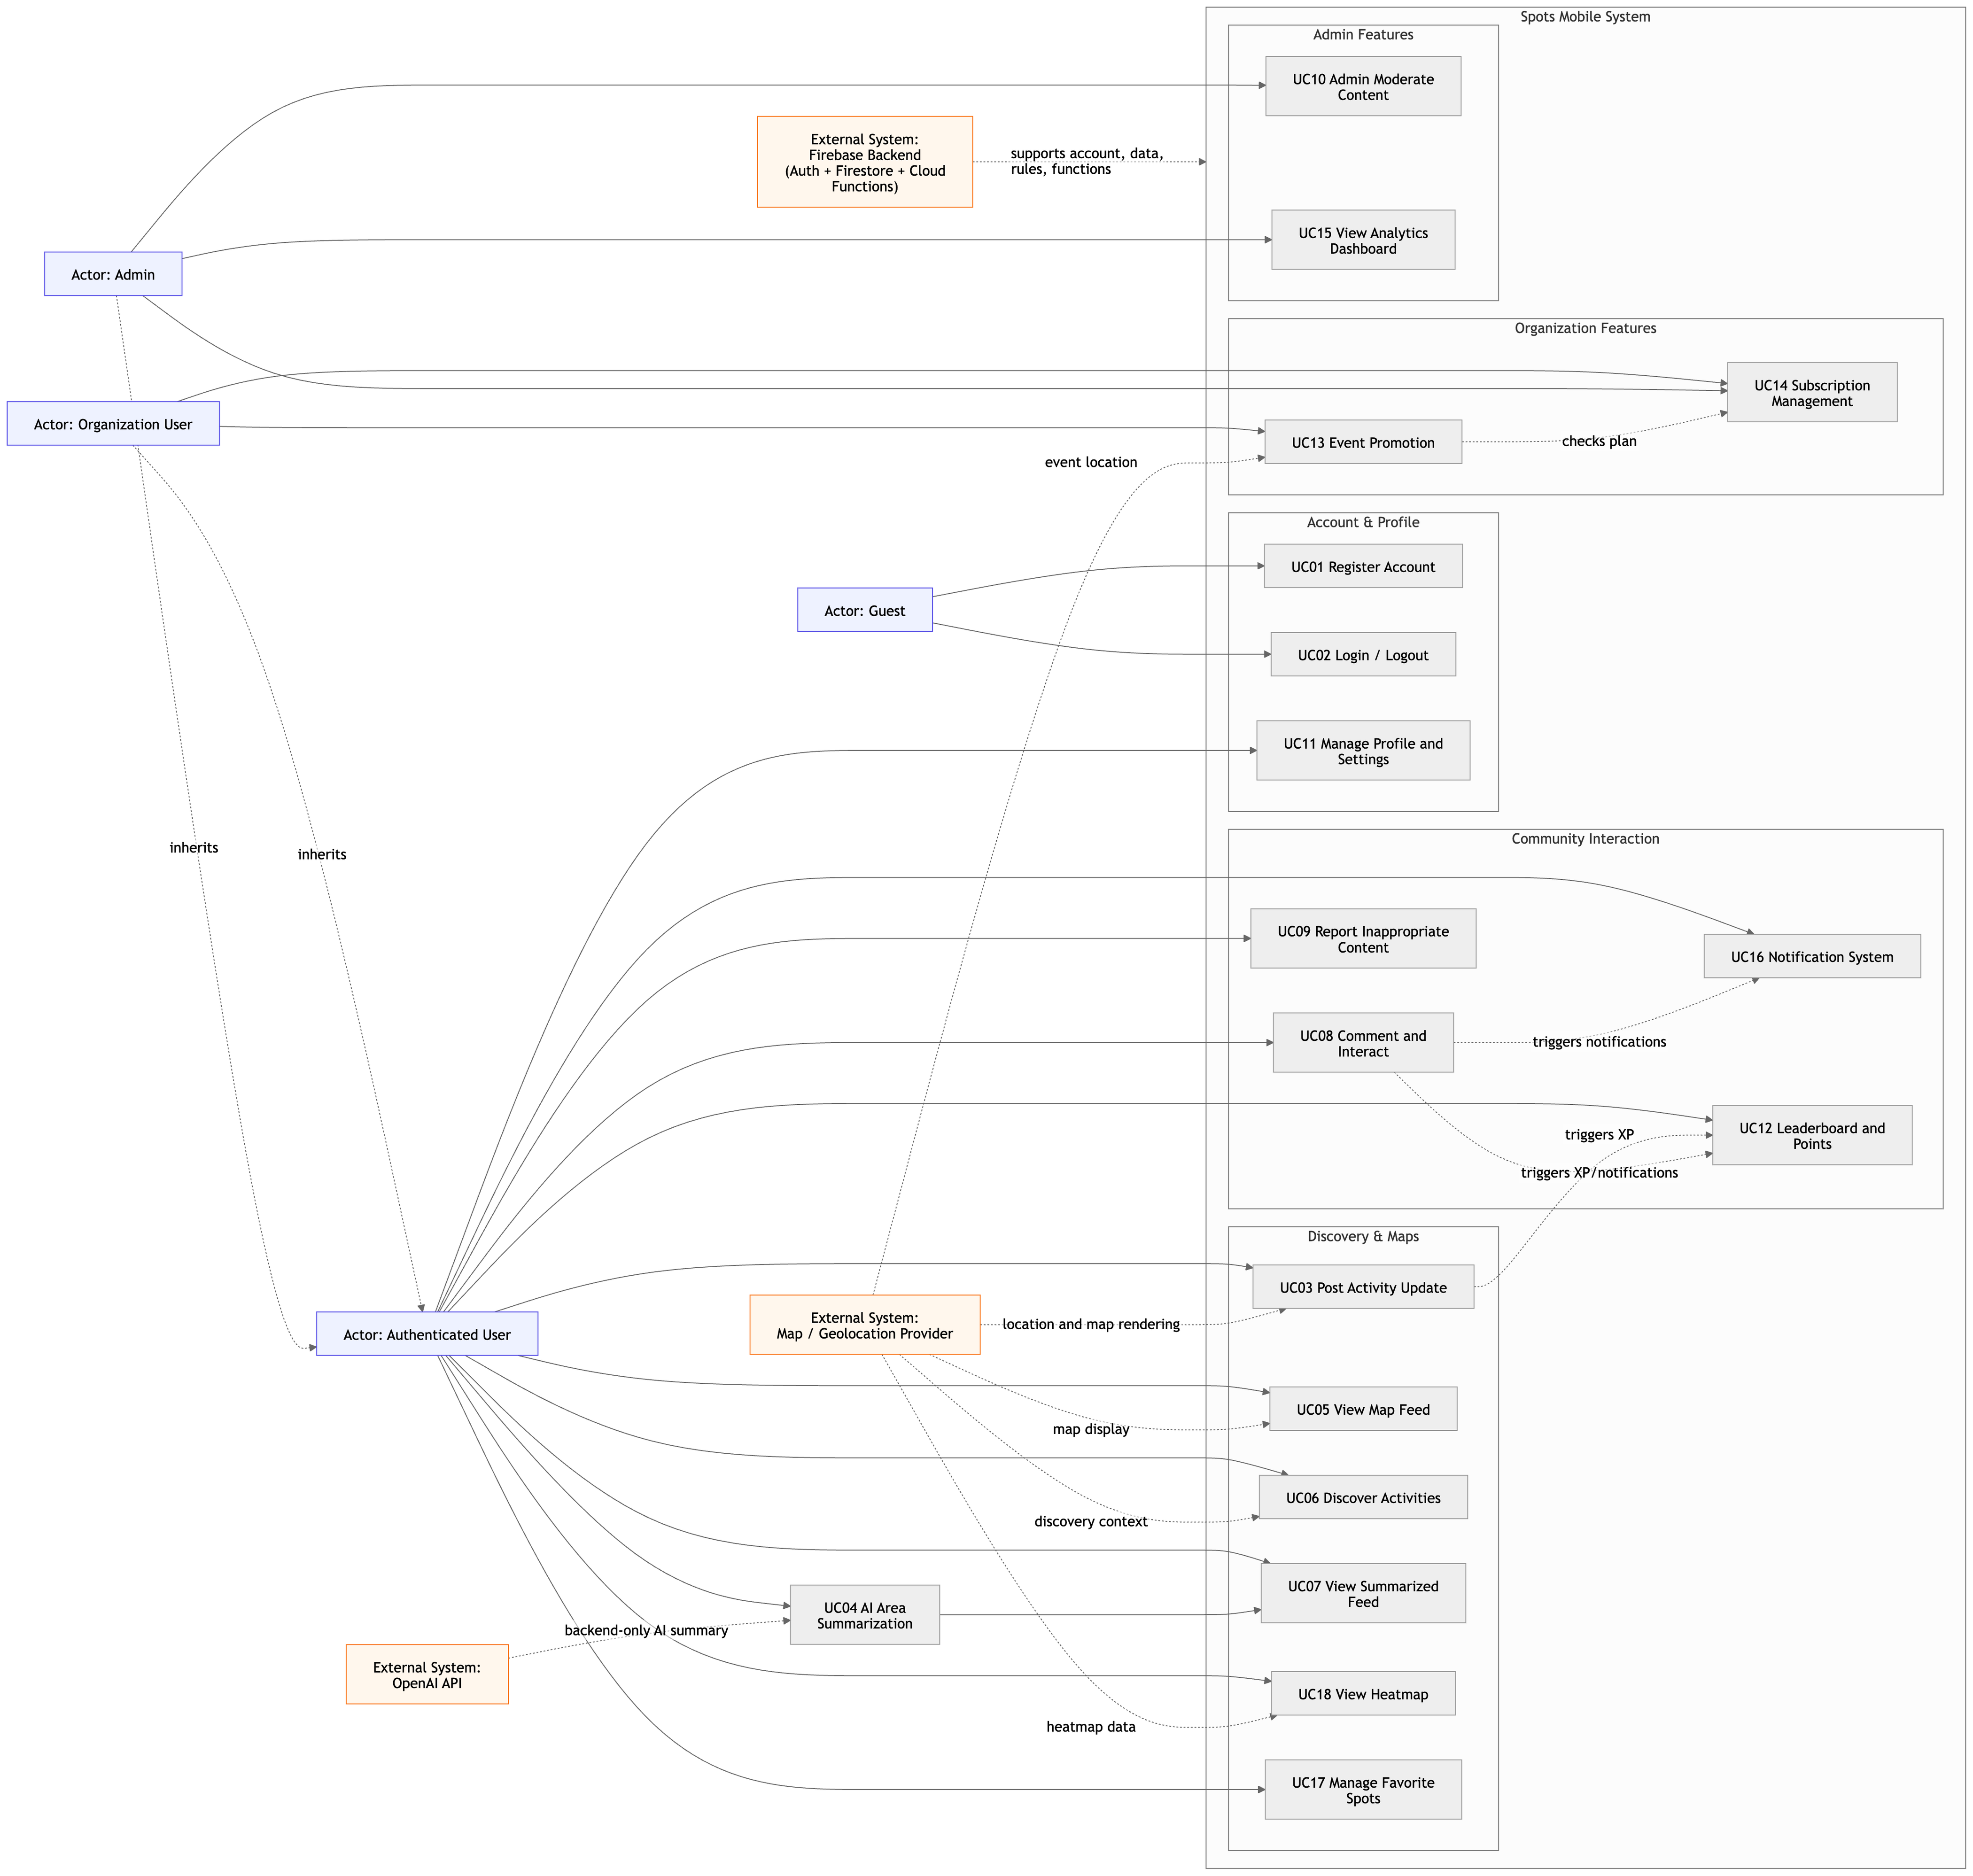 Spots Mobile System
Admin Features
UC10 Admin Moderate
Content
External System:
Firebase Backend
(Auth + Firestore + Cloud
Functions)
supports account, data,
rules, functions
UC15 View Analytics
Dashboard
Actor: Admin
Organization Features
UC14 Subscription
Management
Actor: Organization User
UC13 Event Promotion
checks plan
event location
Account & Profile
UC01 Register Account
Actor: Guest
UC02 Login / Logout
UC11 Manage Profile and
Settings
inherits
inherits
Community Interaction
UC09 Report Inappropriate
Content
UC16 Notification System
UC08 Comment and
Interact
triggers notifications
UC12 Leaderboard and
Points
triggers XP
triggers XP/notifications
Discovery & Maps
UC03 Post Activity Update
Actor: Authenticated User
External System:
Map / Geolocation Provider
location and map rendering
UC05 View Map Feed
map display
UC06 Discover Activities
discovery context
UC07 View Summarized
Feed
UC04 AI Area
Summarization
backend-only AI summary
External System:
OpenAI API
UC18 View Heatmap
heatmap data
UC17 Manage Favorite
Spots